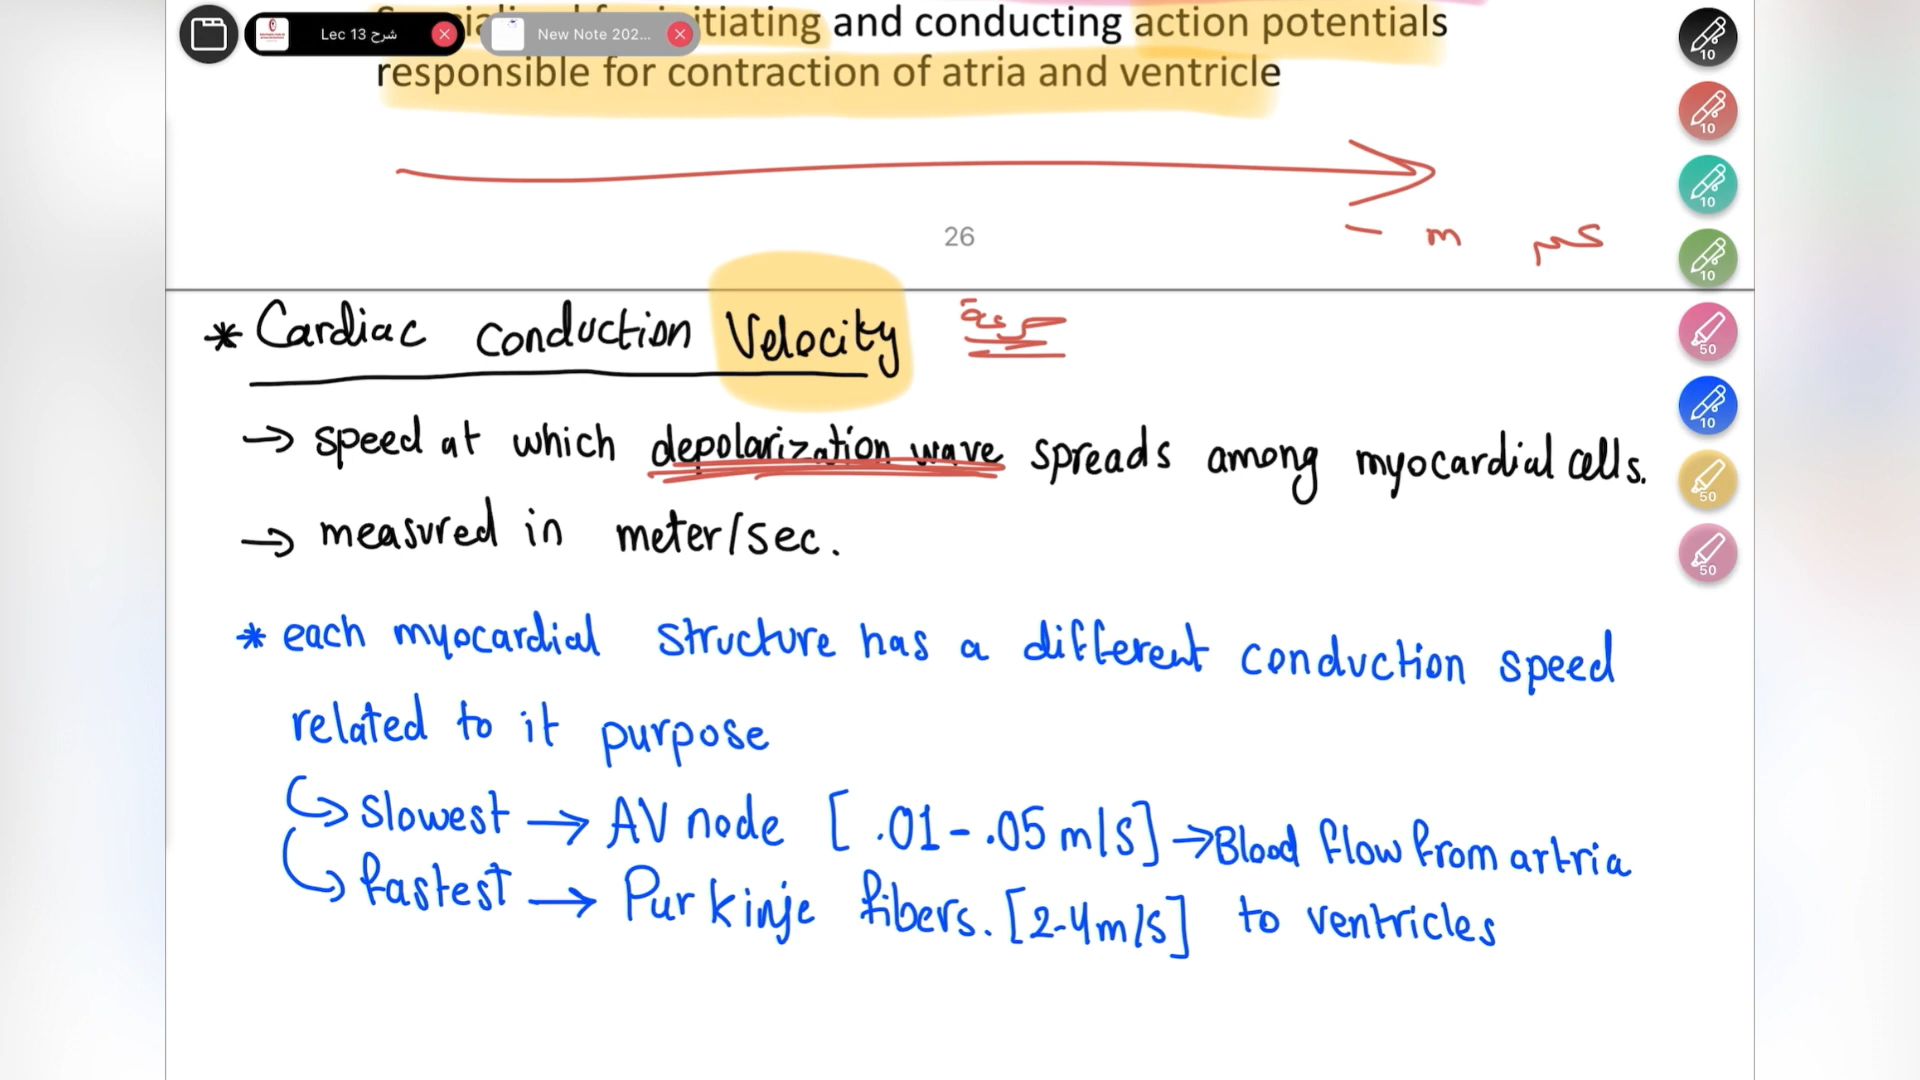 Lec 13 شرح
New Note 202...
initiating and conducting action potentials
responsible for contraction of atria and ventricle
m μs
26
* Cardiac conduction Velocity سرعة
→ speed at which depolarization wave spreads among myocardial cells.
→ measured in meter/sec.
* each myocardial structure has a different conduction speed
related to it purpose
↳ slowest → AV node [ .01 - .05 m/s] → Blood flow from artria
↳ fastest → Purkinje fibers. [2-4m/s] to ventricles
10
10
10
10
50
10
50
50